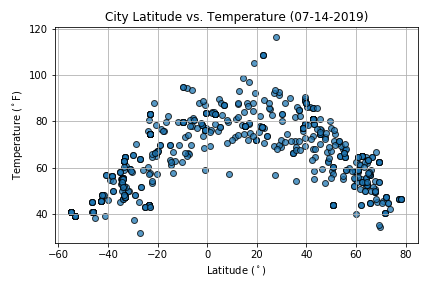 City Latitude vs. Temperature (07-14-2019)
120
100
80
60
40
Temperature (°F)
−60 −40 −20 0 20 40 60 80
Latitude (°)